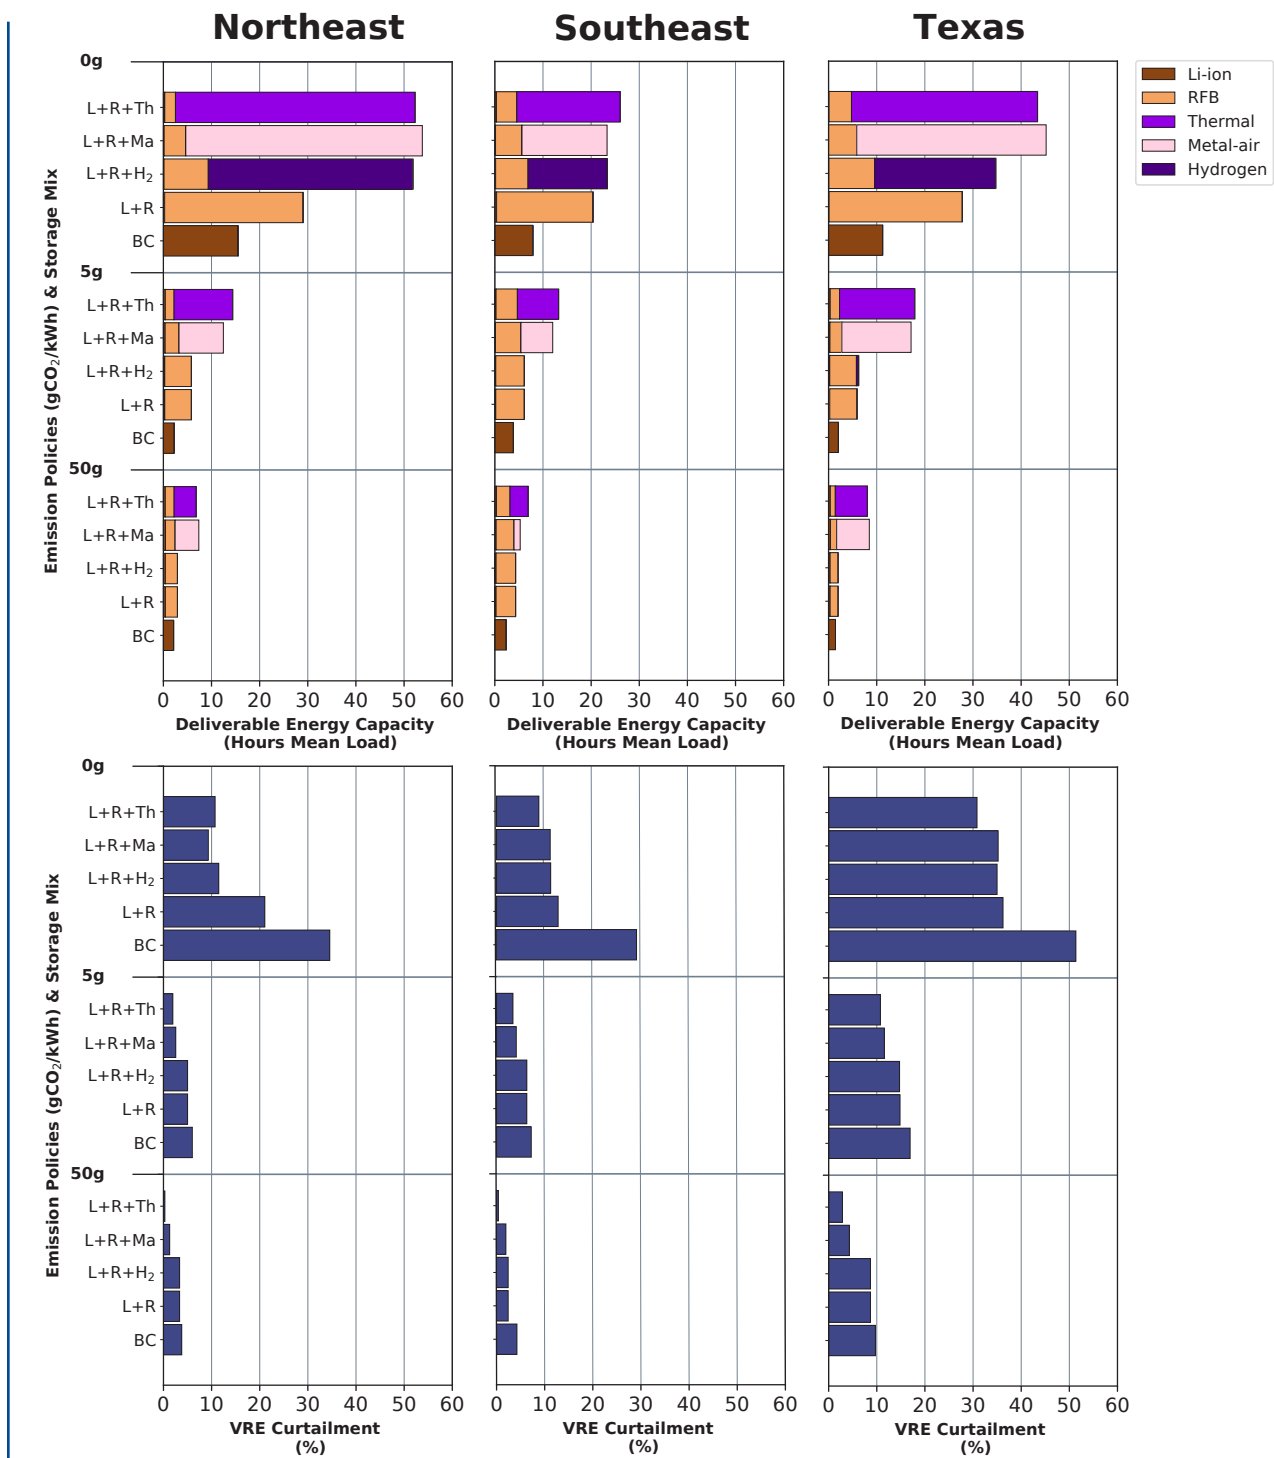 Northeast
Southeast
Texas
Emission Policies (gCO₂/kWh) & Storage Mix
0g
L+R+Th
L+R+Ma
L+R+H₂
L+R
BC
5g
L+R+Th
L+R+Ma
L+R+H₂
L+R
BC
50g
L+R+Th
L+R+Ma
L+R+H₂
L+R
BC
Li-ion
RFB
Thermal
Metal-air
Hydrogen
0 10 20 30 40 50 60
Deliverable Energy Capacity
(Hours Mean Load)
0 10 20 30 40 50 60
Deliverable Energy Capacity
(Hours Mean Load)
0 10 20 30 40 50 60
Deliverable Energy Capacity
(Hours Mean Load)
Emission Policies (gCO₂/kWh) & Storage Mix
0g
L+R+Th
L+R+Ma
L+R+H₂
L+R
BC
5g
L+R+Th
L+R+Ma
L+R+H₂
L+R
BC
50g
L+R+Th
L+R+Ma
L+R+H₂
L+R
BC
0 10 20 30 40 50 60
VRE Curtailment
(%)
0 10 20 30 40 50 60
VRE Curtailment
(%)
0 10 20 30 40 50 60
VRE Curtailment
(%)